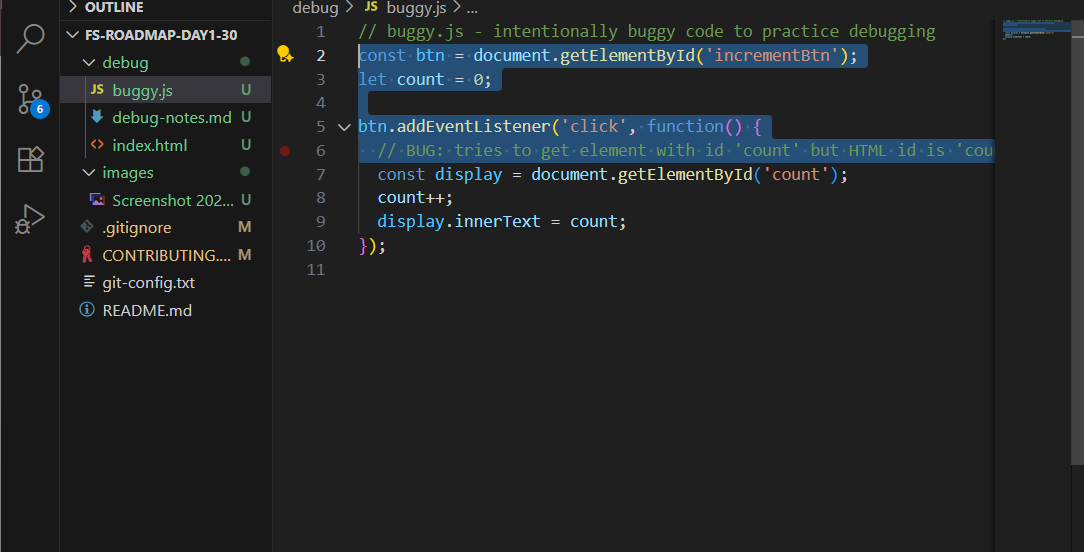 OUTLINE
FS-ROADMAP-DAY1-30
debug
JS buggy.js U
debug-notes.md U
<> index.html U
images
Screenshot 202... U
.gitignore M
CONTRIBUTING.... M
git-config.txt
README.md
6
debug > JS buggy.js > ...
1 // buggy.js - intentionally buggy code to practice debugging
2 const btn = document.getElementById('incrementBtn');
3 let count = 0;
4
5 btn.addEventListener('click', function() {
6 // BUG: tries to get element with id 'count' but HTML id is 'cou
7 const display = document.getElementById('count');
8 count++;
9 display.innerText = count;
10 });
11